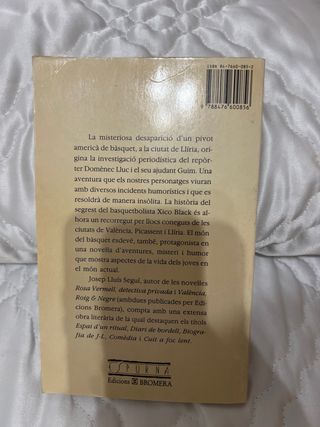 ISBN 84-7660-085-2
9 788476 600856
La misteriosa desaparició d'un pivot
americà de bàsquet, a la ciutat de Llíria, ori-
gina la investigació periodística del repòr-
ter Domènec Lluc i el seu ajudant Guim. Una
aventura que els nostres personatges viuran
amb diversos incidents humorístics i que es
resoldrà de manera insòlita. La història del
segrest del basquetbolista Xico Black és al-
hora un recorregut per llocs coneguts de les
ciutats de València, Picassent i Llíria. El món
del bàsquet esdevé, també, protagonista en
una novel·la d'aventures, misteri i humor
que mostra aspectes de la vida dels joves en
el món actual.
Josep Lluís Seguí, autor de les novel·les
Rosa Vermell, detectiva privada i València,
Roig & Negre (ambdues publicades per Edi-
cions Bromera), compta amb una extensa
obra literària de la qual destaquen els títols
Espai d'un ritual, Diari de bordell, Biogra-
fia de J-L, Comèdia i Cuit a foc lent.
ESPURNA
Edicions BROMERA